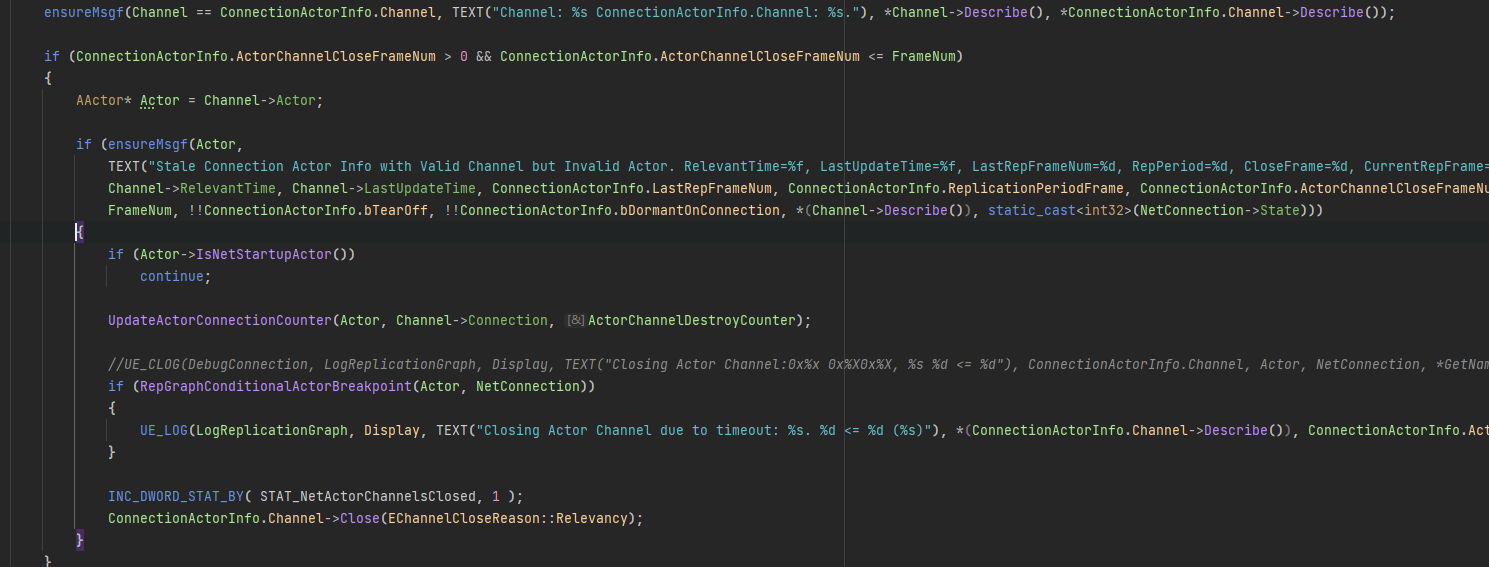 ensureMsgf(Channel == ConnectionActorInfo.Channel, TEXT("Channel: %s ConnectionActorInfo.Channel: %s."), *Channel->Describe(), *ConnectionActorInfo.Channel->Describe());
if (ConnectionActorInfo.ActorChannelCloseFrameNum > 0 && ConnectionActorInfo.ActorChannelCloseFrameNum <= FrameNum)
{
AActor* Actor = Channel->Actor;
if (ensureMsgf(Actor,
TEXT("Stale Connection Actor Info with Valid Channel but Invalid Actor. RelevantTime=%f, LastUpdateTime=%f, LastRepFrameNum=%d, RepPeriod=%d, CloseFrame=%d, CurrentRepFrame=
Channel->RelevantTime, Channel->LastUpdateTime, ConnectionActorInfo.LastRepFrameNum, ConnectionActorInfo.ReplicationPeriodFrame, ConnectionActorInfo.ActorChannelCloseFrameNu
FrameNum, !!ConnectionActorInfo.bTearOff, !!ConnectionActorInfo.bDormantOnConnection, *(Channel->Describe()), static_cast<int32>(NetConnection->State)))
{
if (Actor->IsNetStartupActor())
continue;
UpdateActorConnectionCounter(Actor, Channel->Connection, [&]ActorChannelDestroyCounter);
//UE_CLOG(DebugConnection, LogReplicationGraph, Display, TEXT("Closing Actor Channel:0x%x 0x%X0x%X, %s %d <= %d"), ConnectionActorInfo.Channel, Actor, NetConnection, *GetNam
if (RepGraphConditionalActorBreakpoint(Actor, NetConnection))
{
UE_LOG(LogReplicationGraph, Display, TEXT("Closing Actor Channel due to timeout: %s. %d <= %d (%s)"), *(ConnectionActorInfo.Channel->Describe()), ConnectionActorInfo.Act
}
INC_DWORD_STAT_BY( STAT_NetActorChannelsClosed, 1 );
ConnectionActorInfo.Channel->Close(EChannelCloseReason::Relevancy);
}
}